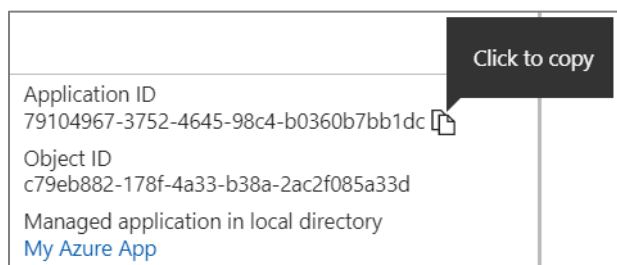 Click to copy
Application ID
79104967-3752-4645-98c4-b0360b7bb1dc
Object ID
c79eb882-178f-4a33-b38a-2ac2f085a33d
Managed application in local directory
My Azure App